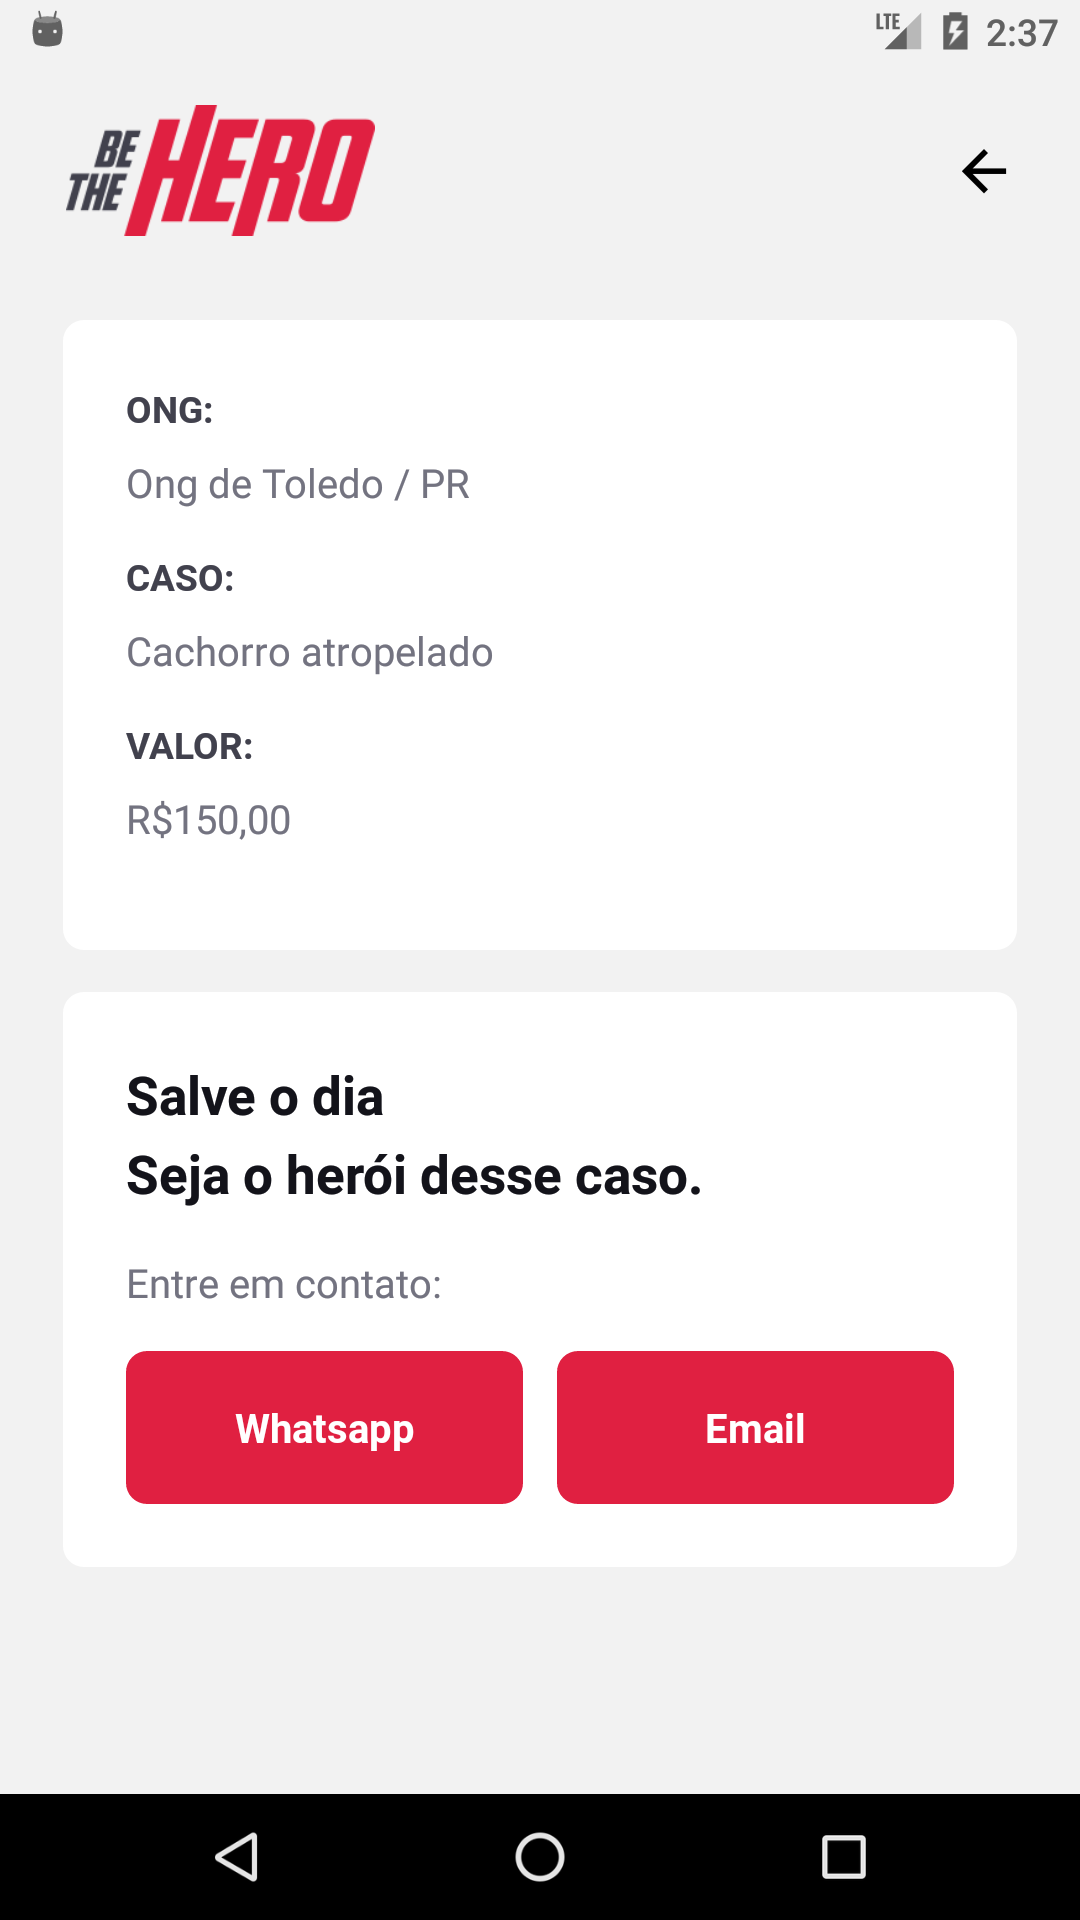 LTE 2:37
BE THE HERO
ONG:
Ong de Toledo / PR
CASO:
Cachorro atropelado
VALOR:
R$150,00
Salve o dia
Seja o herói desse caso.
Entre em contato:
Whatsapp Email